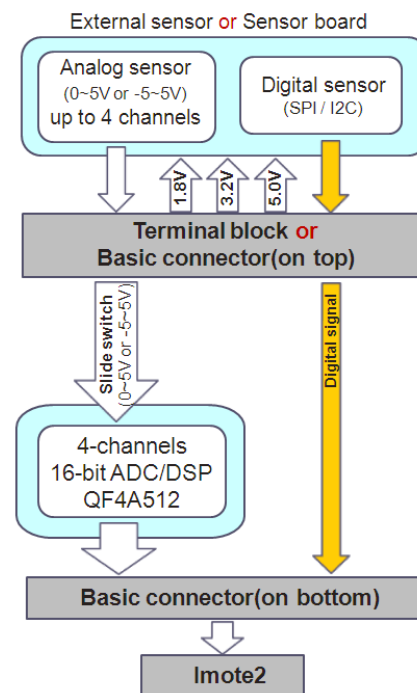 External sensor or Sensor board
Analog sensor
(0~5V or -5~5V)
up to 4 channels
Digital sensor
(SPI / I2C)
1.8V
3.2V
5.0V
Terminal block or
Basic connector(on top)
Slide switch
(0~5V or -5~5V)
Digital signal
4-channels
16-bit ADC/DSP
QF4A512
Basic connector(on bottom)
Imote2